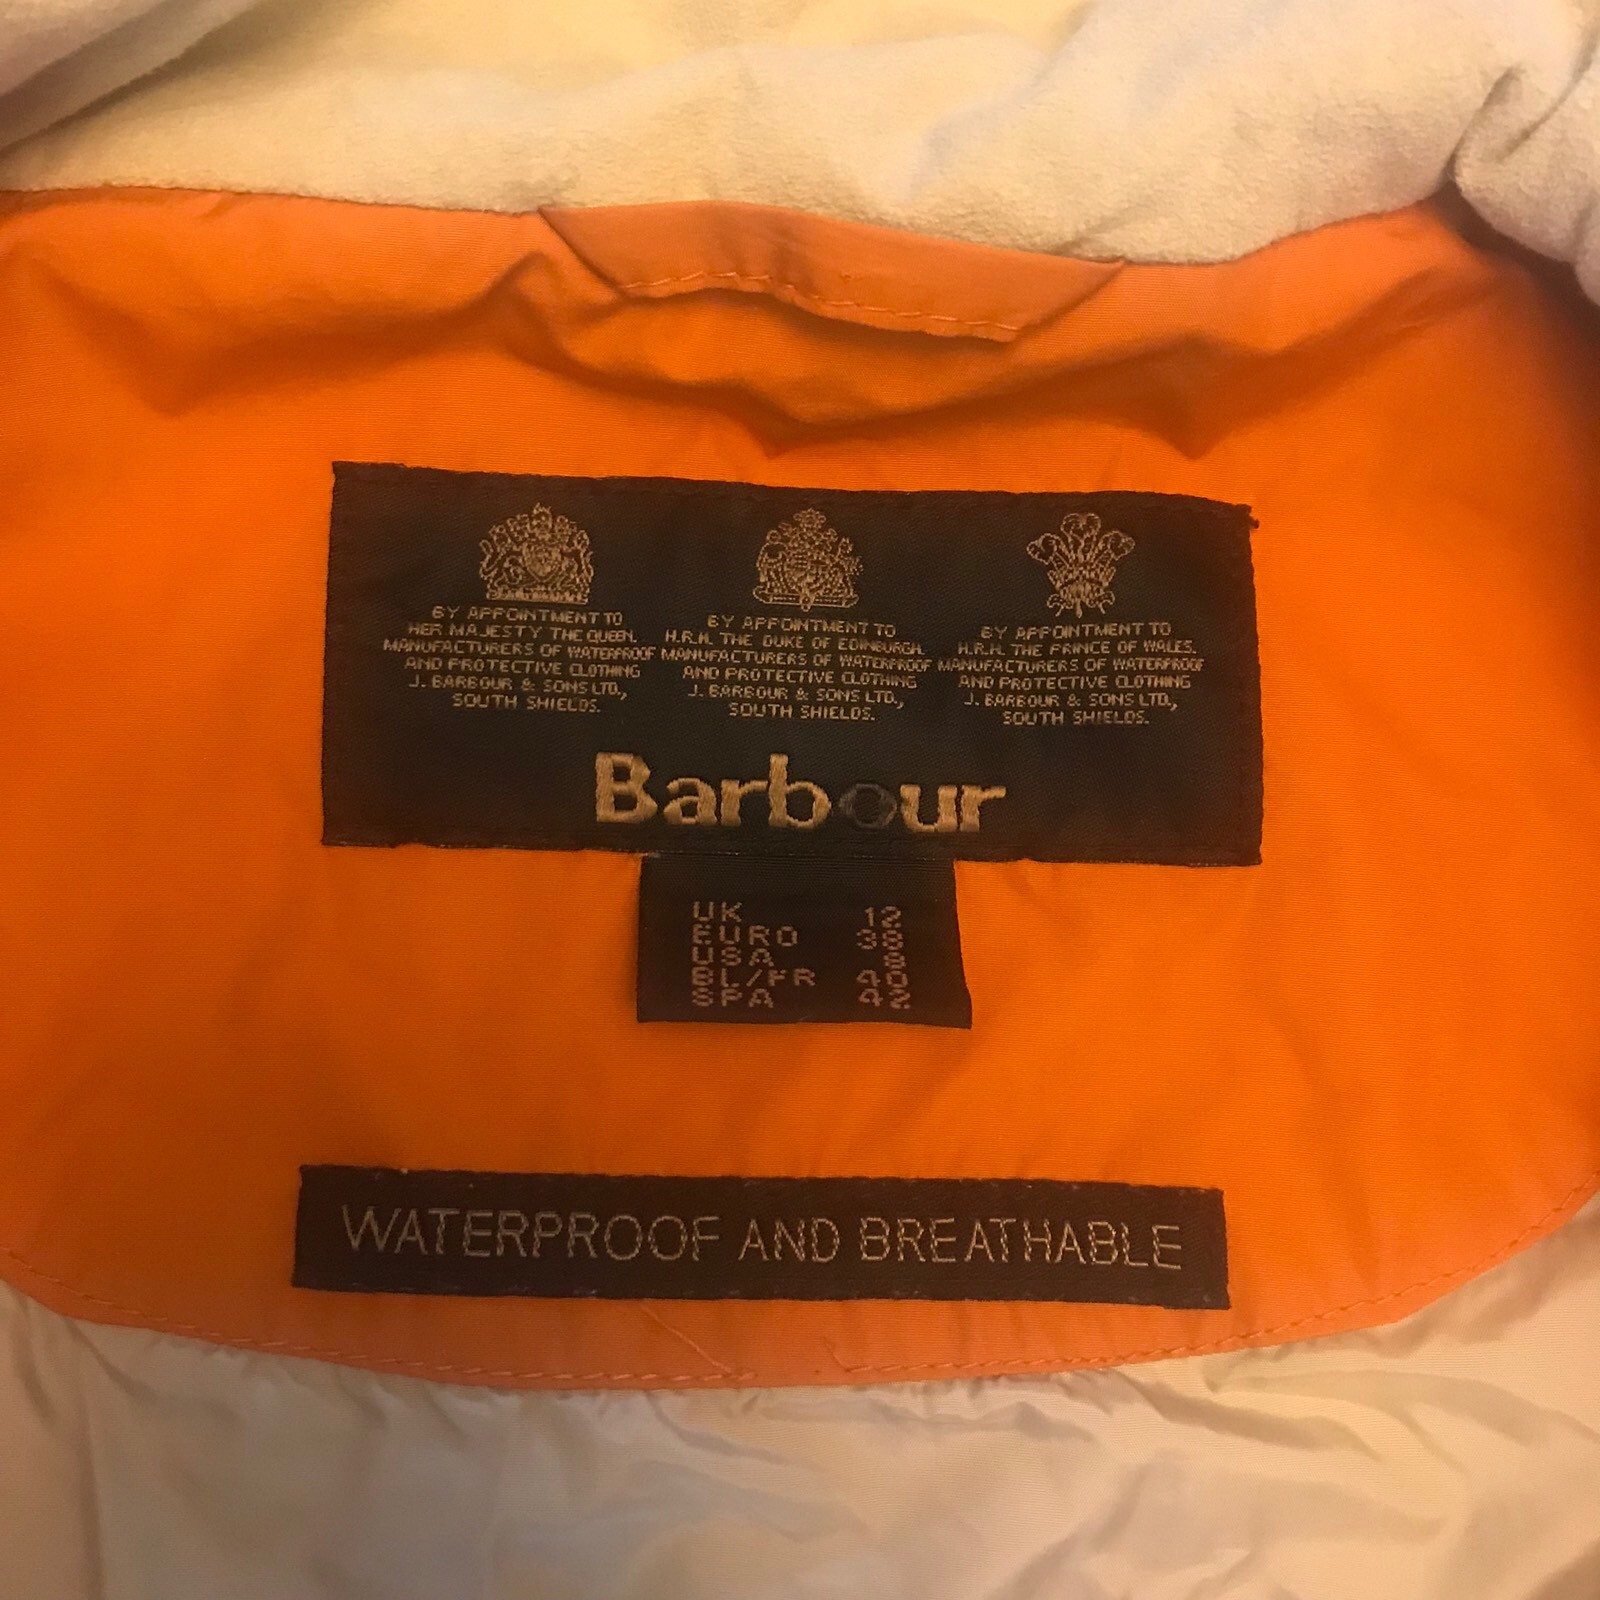 BY APPOINTMENT TO
HER MAJESTY THE QUEEN.
MANUFACTURERS OF WATERPROOF
AND PROTECTIVE CLOTHING
J. BARBOUR & SONS LTD.,
SOUTH SHIELDS.
BY APPOINTMENT TO
H.R.H. THE DUKE OF EDINBURGH.
MANUFACTURERS OF WATERPROOF
AND PROTECTIVE CLOTHING
J. BARBOUR & SONS LTD.,
SOUTH SHIELDS.
BY APPOINTMENT TO
H.R.H. THE PRINCE OF WALES.
MANUFACTURERS OF WATERPROOF
AND PROTECTIVE CLOTHING
J. BARBOUR & SONS LTD.,
SOUTH SHIELDS.
Barbour
UK 12
EURO 38
USA 8
BL/FR 40
SPA 42
WATERPROOF AND BREATHABLE